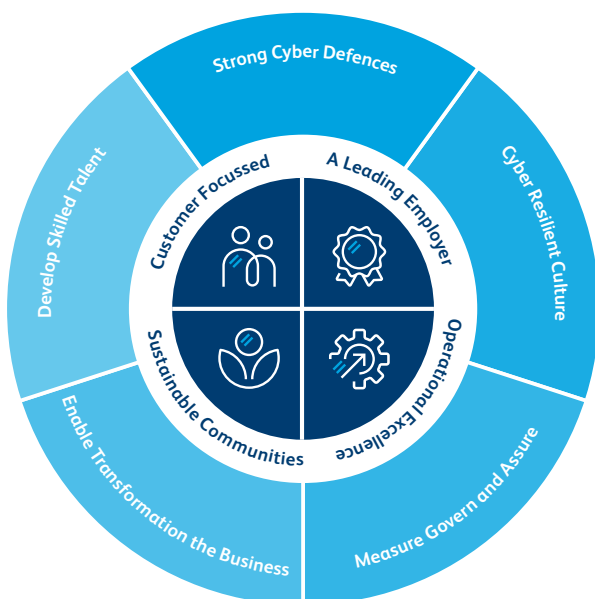 Strong Cyber Defences
Cyber Resilient Culture
Measure Govern and Assure
Enable Transformation the Business
Develop Skilled Talent
Customer Focussed
A Leading Employer
Operational Excellence
Sustainable Communities